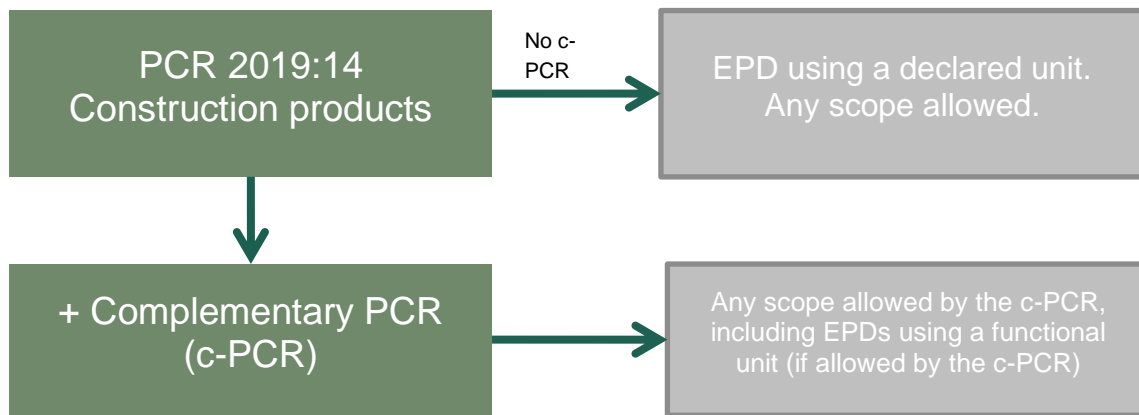 PCR 2019:14
Construction products
No c-
PCR
EPD using a declared unit.
Any scope allowed.
+ Complementary PCR
(c-PCR)
Any scope allowed by the c-PCR,
including EPDs using a functional
unit (if allowed by the c-PCR)